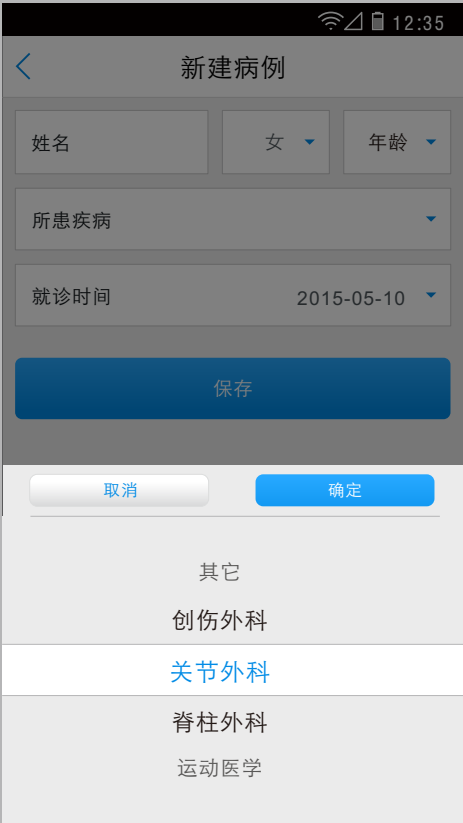 12:35
新建病例
姓名 女 年龄
所患疾病
就诊时间 2015-05-10
保存
取消 确定
其它
创伤外科
关节外科
脊柱外科
运动医学